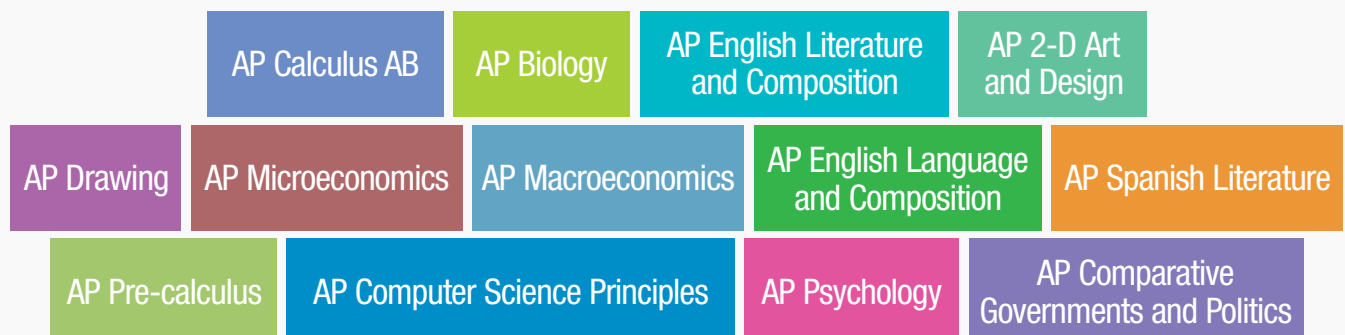 AP Calculus AB
AP Biology
AP English Literature
and Composition
AP 2-D Art
and Design
AP Drawing
AP Microeconomics
AP Macroeconomics
AP English Language
and Composition
AP Spanish Literature
AP Pre-calculus
AP Computer Science Principles
AP Psychology
AP Comparative
Governments and Politics